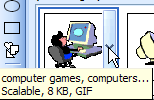 computer games, computers...
Scalable, 8 KB, GIF